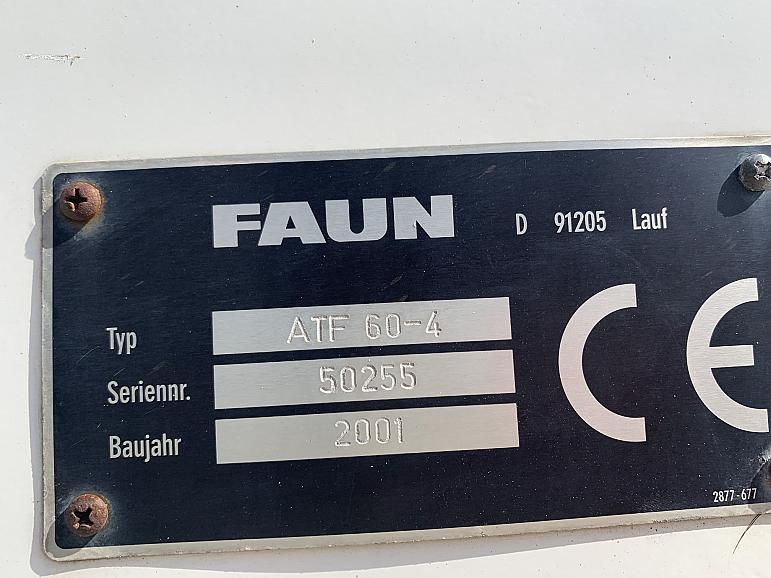 FAUN D 91205 Lauf
Typ ATF 60-4
Seriennr. 50255
Baujahr 2001
CE
2877-677